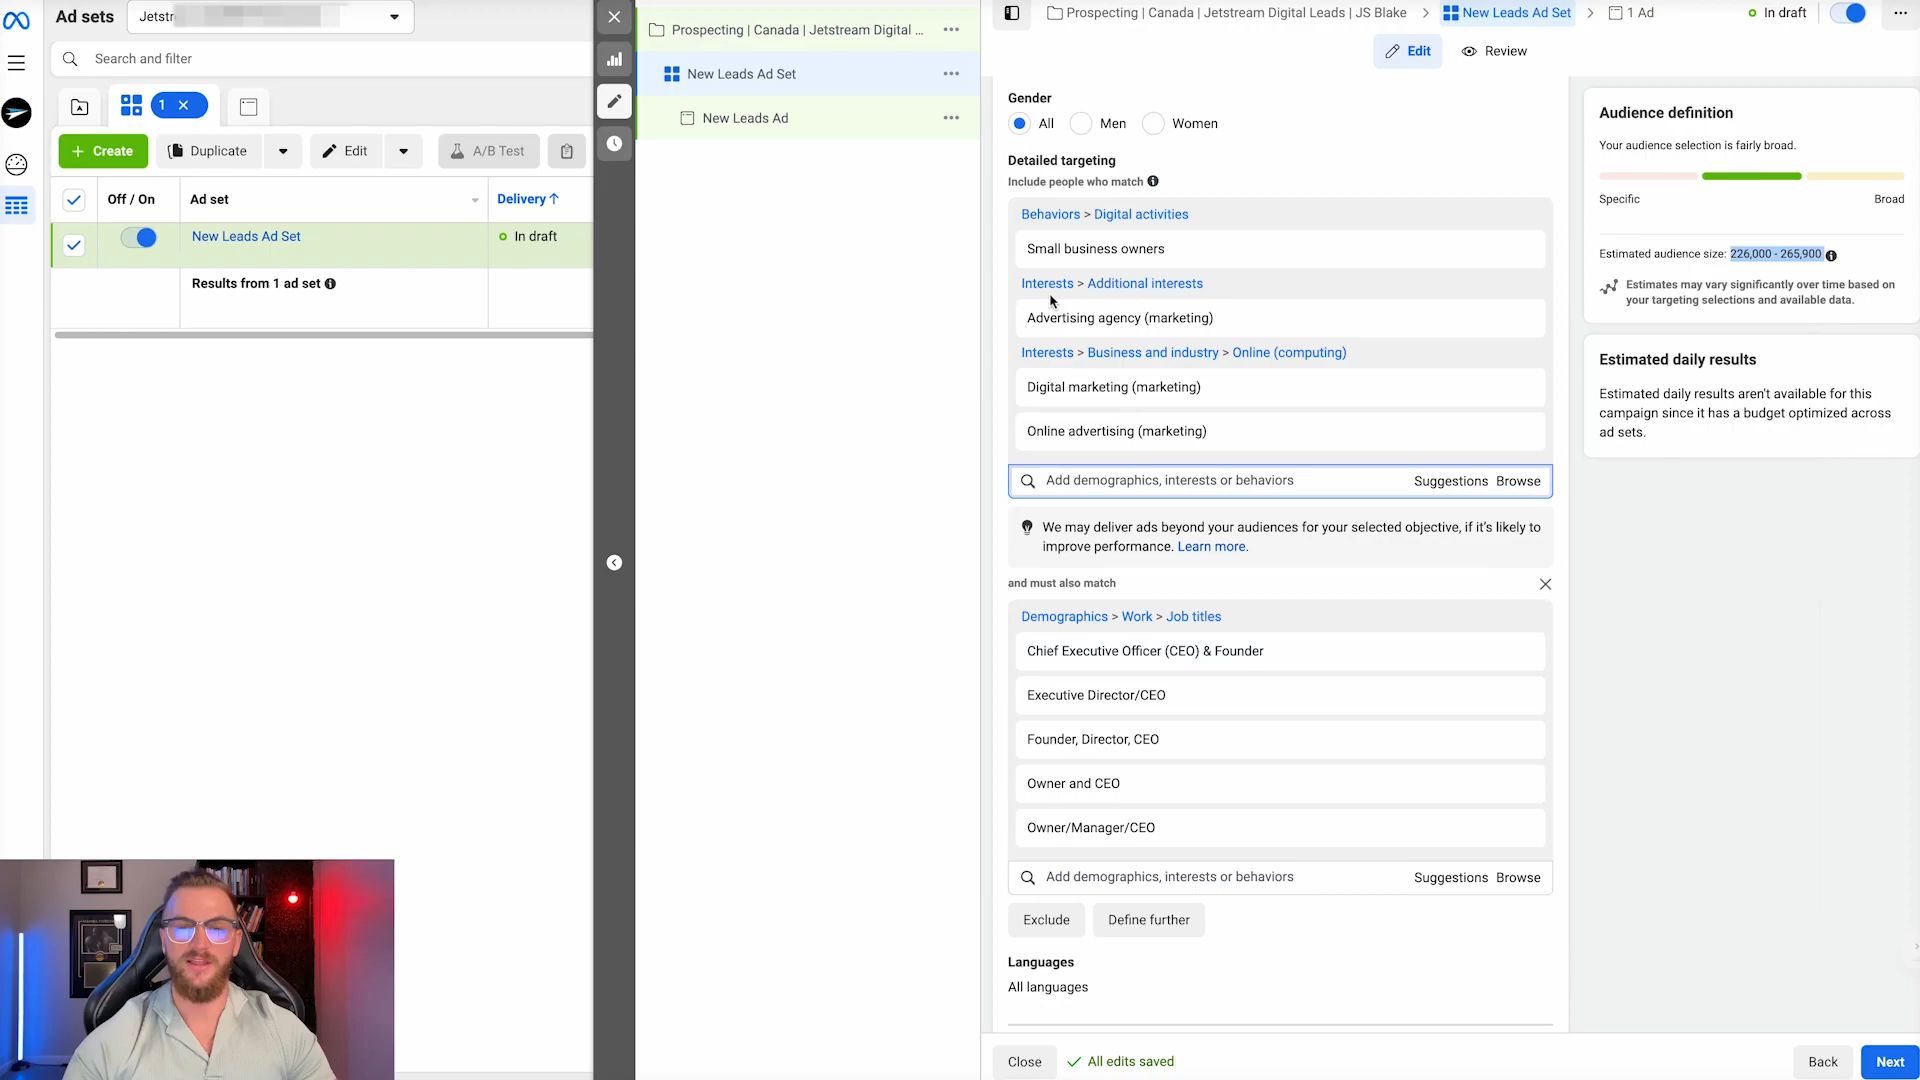 Ad sets
Jetstr
Search and filter
1
Create
Duplicate
Edit
A/B Test
Off / On
Ad set
Delivery↑
New Leads Ad Set
In draft
Results from 1 ad set
Prospecting | Canada | Jetstream Digital ...
New Leads Ad Set
New Leads Ad
Prospecting | Canada | Jetstream Digital Leads | JS Blake
New Leads Ad Set
1 Ad
In draft
Edit
Review
Gender
All
Men
Women
Detailed targeting
Include people who match
Behaviors > Digital activities
Small business owners
Interests > Additional interests
Advertising agency (marketing)
Interests > Business and industry > Online (computing)
Digital marketing (marketing)
Online advertising (marketing)
Add demographics, interests or behaviors
Suggestions
Browse
We may deliver ads beyond your audiences for your selected objective, if it's likely to
improve performance. Learn more.
and must also match
Demographics > Work > Job titles
Chief Executive Officer (CEO) & Founder
Executive Director/CEO
Founder, Director, CEO
Owner and CEO
Owner/Manager/CEO
Add demographics, interests or behaviors
Suggestions
Browse
Exclude
Define further
Languages
All languages
Close
All edits saved
Back
Next
Audience definition
Your audience selection is fairly broad.
Specific
Broad
Estimated audience size: 226,000 - 265,900
Estimates may vary significantly over time based on
your targeting selections and available data.
Estimated daily results
Estimated daily results aren't available for this
campaign since it has a budget optimized across
ad sets.